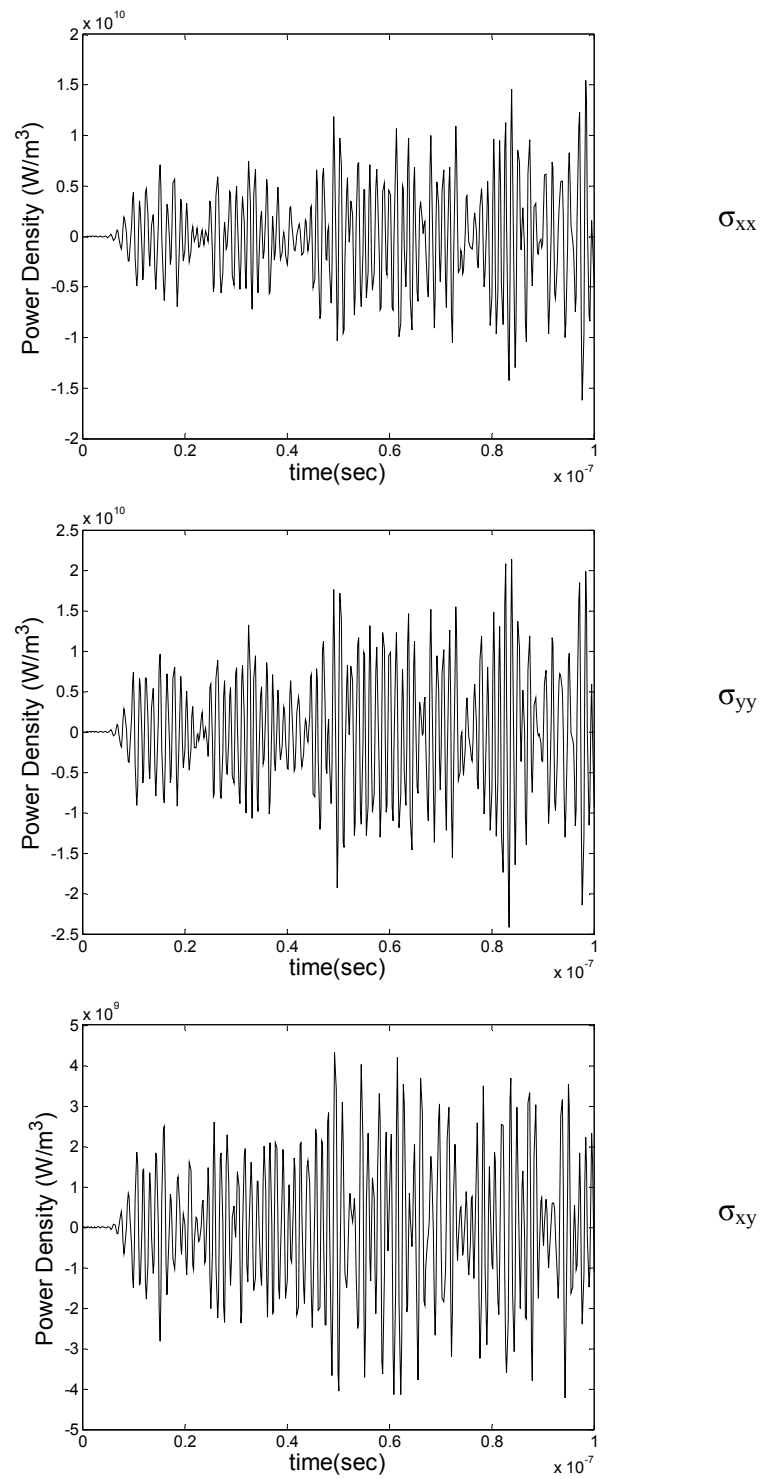 x 10^10
2
1.5
1
0.5
0
-0.5
-1
-1.5
-2
Power Density (W/m^3)
0 0.2 0.4 0.6 0.8 1
time(sec)
x 10^-7
σxx
x 10^10
2.5
2
1.5
1
0.5
0
-0.5
-1
-1.5
-2
-2.5
Power Density (W/m^3)
0 0.2 0.4 0.6 0.8 1
time(sec)
x 10^-7
σyy
x 10^9
5
4
3
2
1
0
-1
-2
-3
-4
-5
Power Density (W/m^3)
0 0.2 0.4 0.6 0.8 1
time(sec)
x 10^-7
σxy